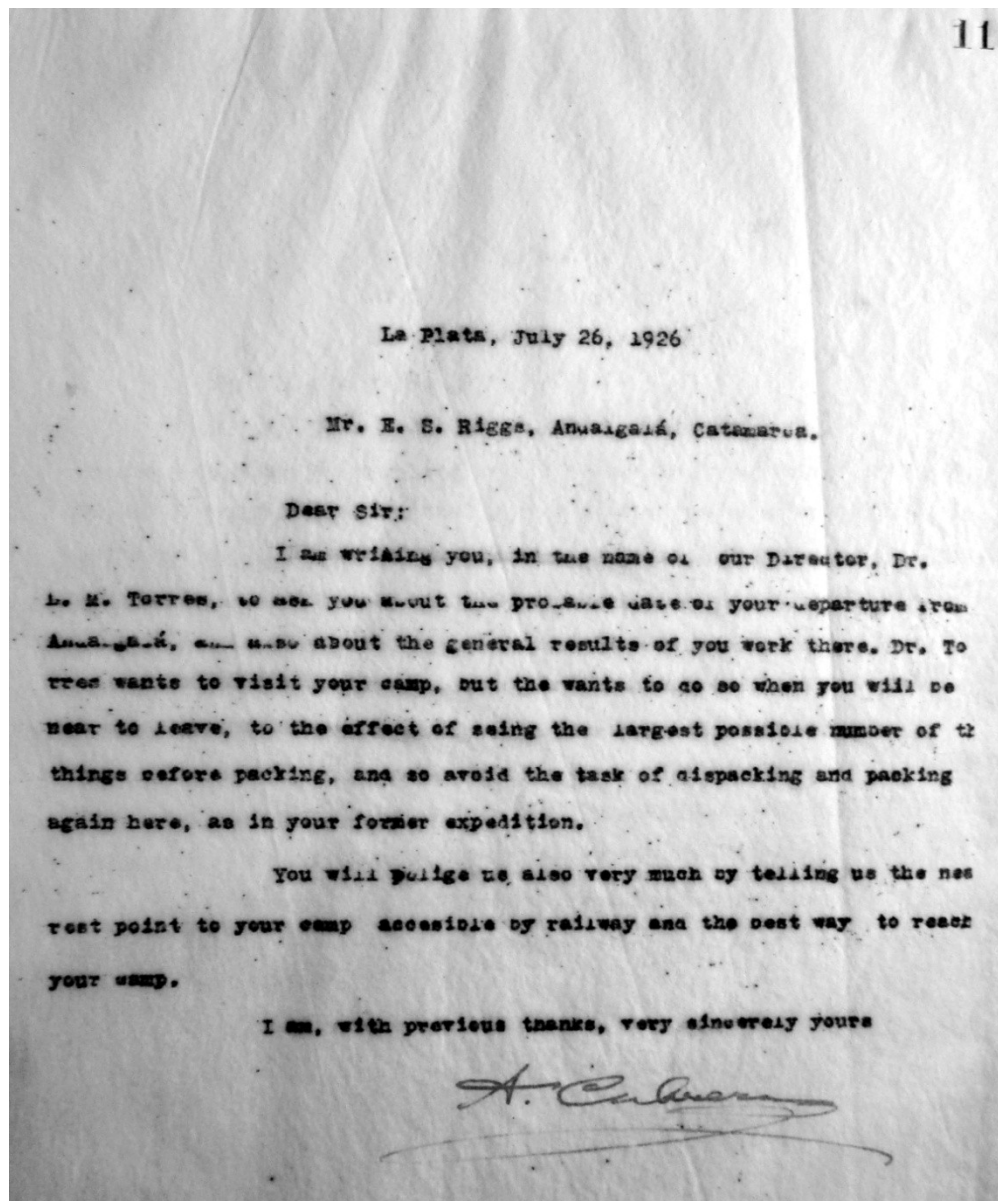 11
La Plata, July 26, 1926
Mr. E. S. Riggs, Andalgalá, Catamarca.
Dear Sir:
I am writing you, in the name of our Director, Dr.
L. M. Torres, to ask you about the probable date of your departure from
Andalgalá, and also about the general results of you work there. Dr. To
rres wants to visit your camp, but the wants to do so when you will be
near to leave, to the effect of seing the largest possible number of th
things before packing, and so avoid the task of dispacking and packing
again here, as in your former expedition.
You will oblige us also very much by telling us the nea
rest point to your camp accesible by railway and the best way to reach
your camp.
I am, with previous thanks, very sincerely yours
A. Cabrera